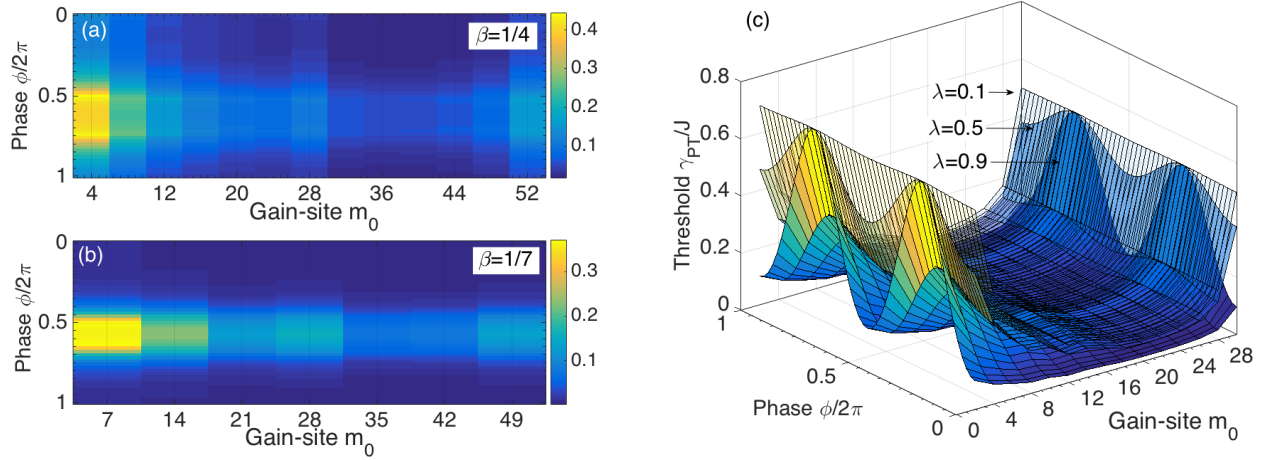 (a)
β=1/4
Phase ϕ/2π
0
0.5
1
4 12 20 28 36 44 52
Gain-site m0
0.4
0.3
0.2
0.1
(b)
β=1/7
Phase ϕ/2π
0
0.5
1
7 14 21 28 35 42 49
Gain-site m0
0.3
0.2
0.1
(c)
Threshold γPT/J
0.8
0.6
0.4
0.2
0
λ=0.1
λ=0.5
λ=0.9
1
0.5
0
Phase ϕ/2π
0 4 8 12 16 20 24 28
Gain-site m0